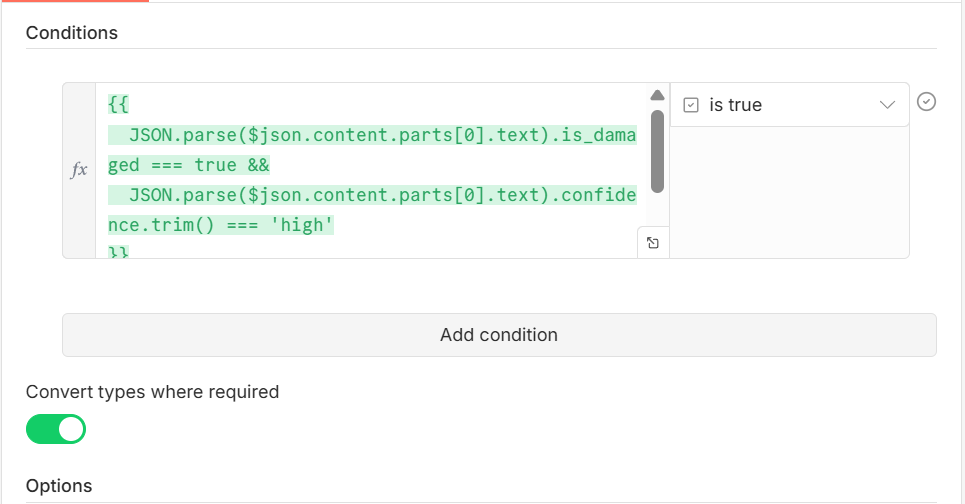 Conditions
{{
JSON.parse($json.content.parts[0].text).is_dama
ged === true &&
JSON.parse($json.content.parts[0].text).confide
nce.trim() === 'high'
}}
fx
is true
Add condition
Convert types where required
Options